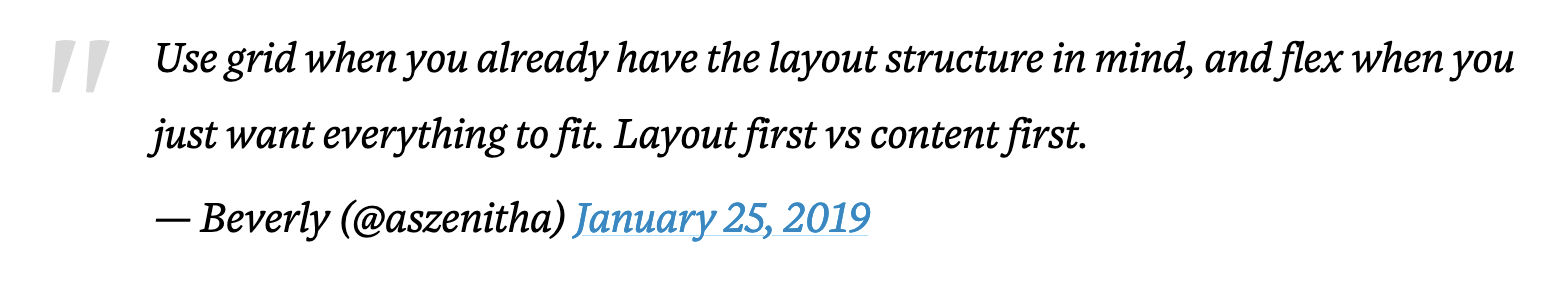 " Use grid when you already have the layout structure in mind, and flex when you
just want everything to fit. Layout first vs content first.
— Beverly (@aszenitha) January 25, 2019